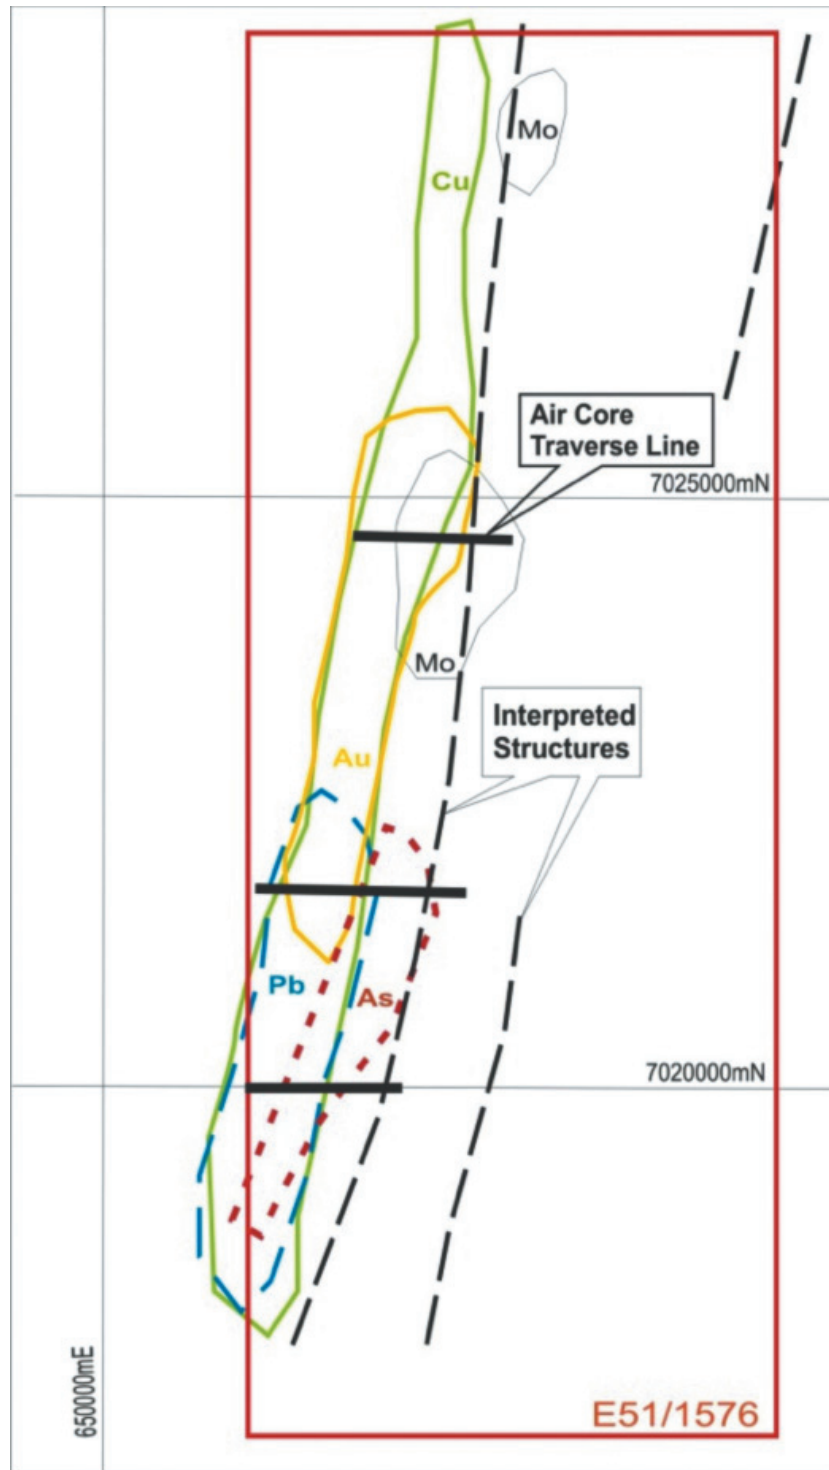 Mo
Cu
Air Core
Traverse Line
7025000mN
Mo
Interpreted
Structures
Au
Pb
As
7020000mN
650000mE
E51/1576